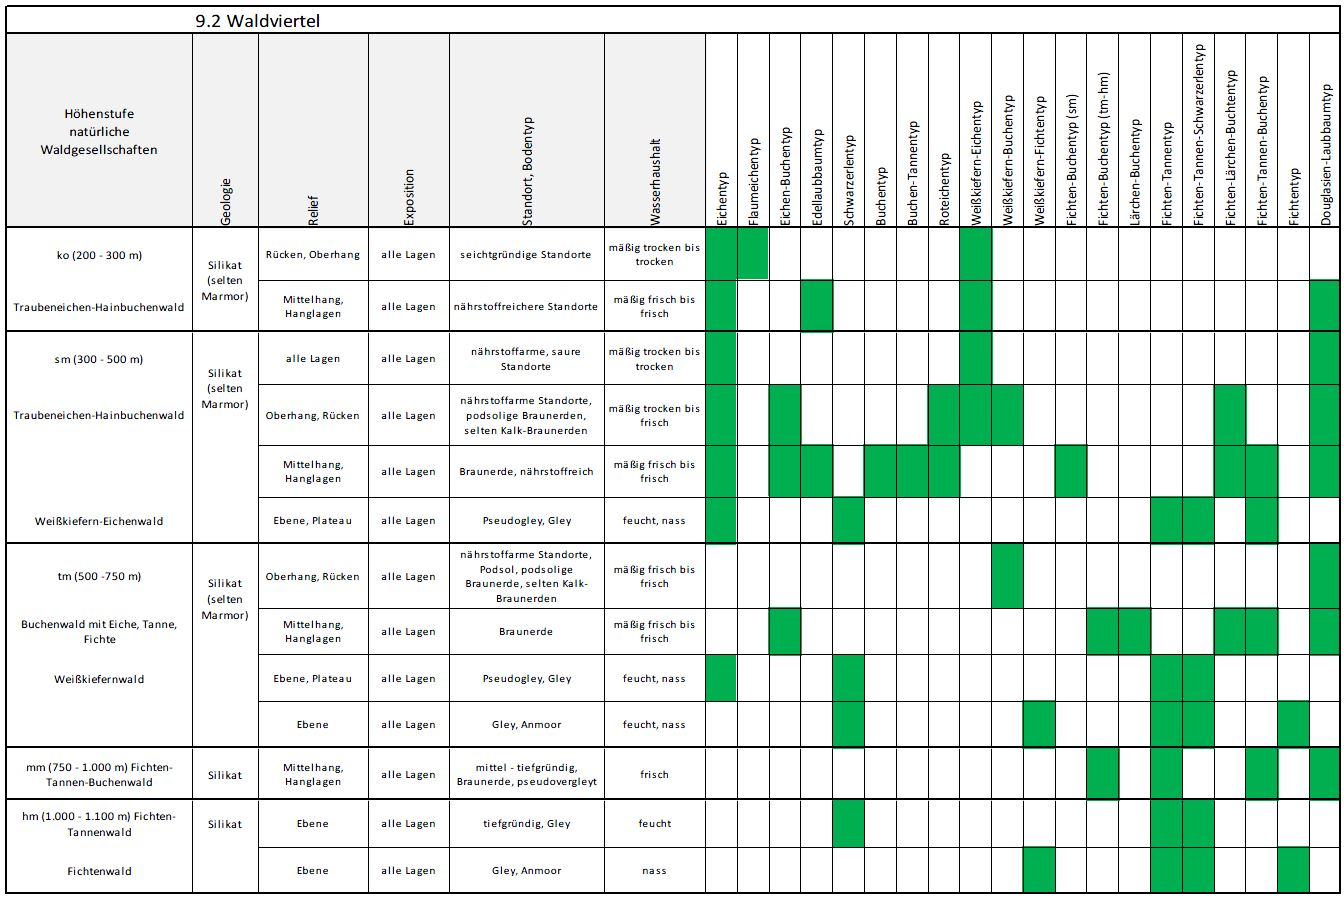 9.2 Waldviertel
Höhenstufe
natürliche
Waldgesellschaften
Geologie
Relief
Exposition
Standort, Bodentyp
Wasserhaushalt
Eichentyp
Flaumeichentyp
Eichen-Buchentyp
Edellaubbaumtyp
Schwarzerlentyp
Buchentyp
Buchen-Tannentyp
Roteichentyp
Weißkiefern-Eichentyp
Weißkiefern-Buchentyp
Weißkiefern-Fichtentyp
Fichten-Buchentyp (sm)
Fichten-Buchentyp (tm-hm)
Lärchen-Buchentyp
Fichten-Tannentyp
Fichten-Tannen-Schwarzerlentyp
Fichten-Lärchen-Buchtentyp
Fichten-Tannen-Buchentyp
Fichtentyp
Douglasien-Laubbaumtyp
ko (200 - 300 m)
Traubeneichen-Hainbuchenwald
Silikat
(selten
Marmor)
Rücken, Oberhang
alle Lagen
seichtgründige Standorte
mäßig trocken bis
trocken
Mittelhang,
Hanglagen
alle Lagen
nährstoffreichere Standorte
mäßig frisch bis
frisch
sm (300 - 500 m)
Traubeneichen-Hainbuchenwald
Weißkiefern-Eichenwald
Silikat
(selten
Marmor)
alle Lagen
alle Lagen
nährstoffarme, saure
Standorte
mäßig trocken bis
trocken
Oberhang, Rücken
alle Lagen
nährstoffarme Standorte,
podsolige Braunerden,
selten Kalk-Braunerden
mäßig trocken bis
frisch
Mittelhang,
Hanglagen
alle Lagen
Braunerde, nährstoffreich
mäßig frisch bis
frisch
Ebene, Plateau
alle Lagen
Pseudogley, Gley
feucht, nass
tm (500 -750 m)
Buchenwald mit Eiche, Tanne,
Fichte
Weißkiefernwald
Silikat
(selten
Marmor)
Oberhang, Rücken
alle Lagen
nährstoffarme Standorte,
Podsol, podsolige
Braunerde, selten Kalk-
Braunerden
mäßig frisch bis
frisch
Mittelhang,
Hanglagen
alle Lagen
Braunerde
mäßig frisch bis
frisch
Ebene, Plateau
alle Lagen
Pseudogley, Gley
feucht, nass
Ebene
alle Lagen
Gley, Anmoor
feucht, nass
mm (750 - 1.000 m) Fichten-
Tannen-Buchenwald
Silikat
Mittelhang,
Hanglagen
alle Lagen
mittel - tiefgründig,
Braunerde, pseudovergleyt
frisch
hm (1.000 - 1.100 m) Fichten-
Tannenwald
Fichtenwald
Silikat
Ebene
alle Lagen
tiefgründig, Gley
feucht
Ebene
alle Lagen
Gley, Anmoor
nass